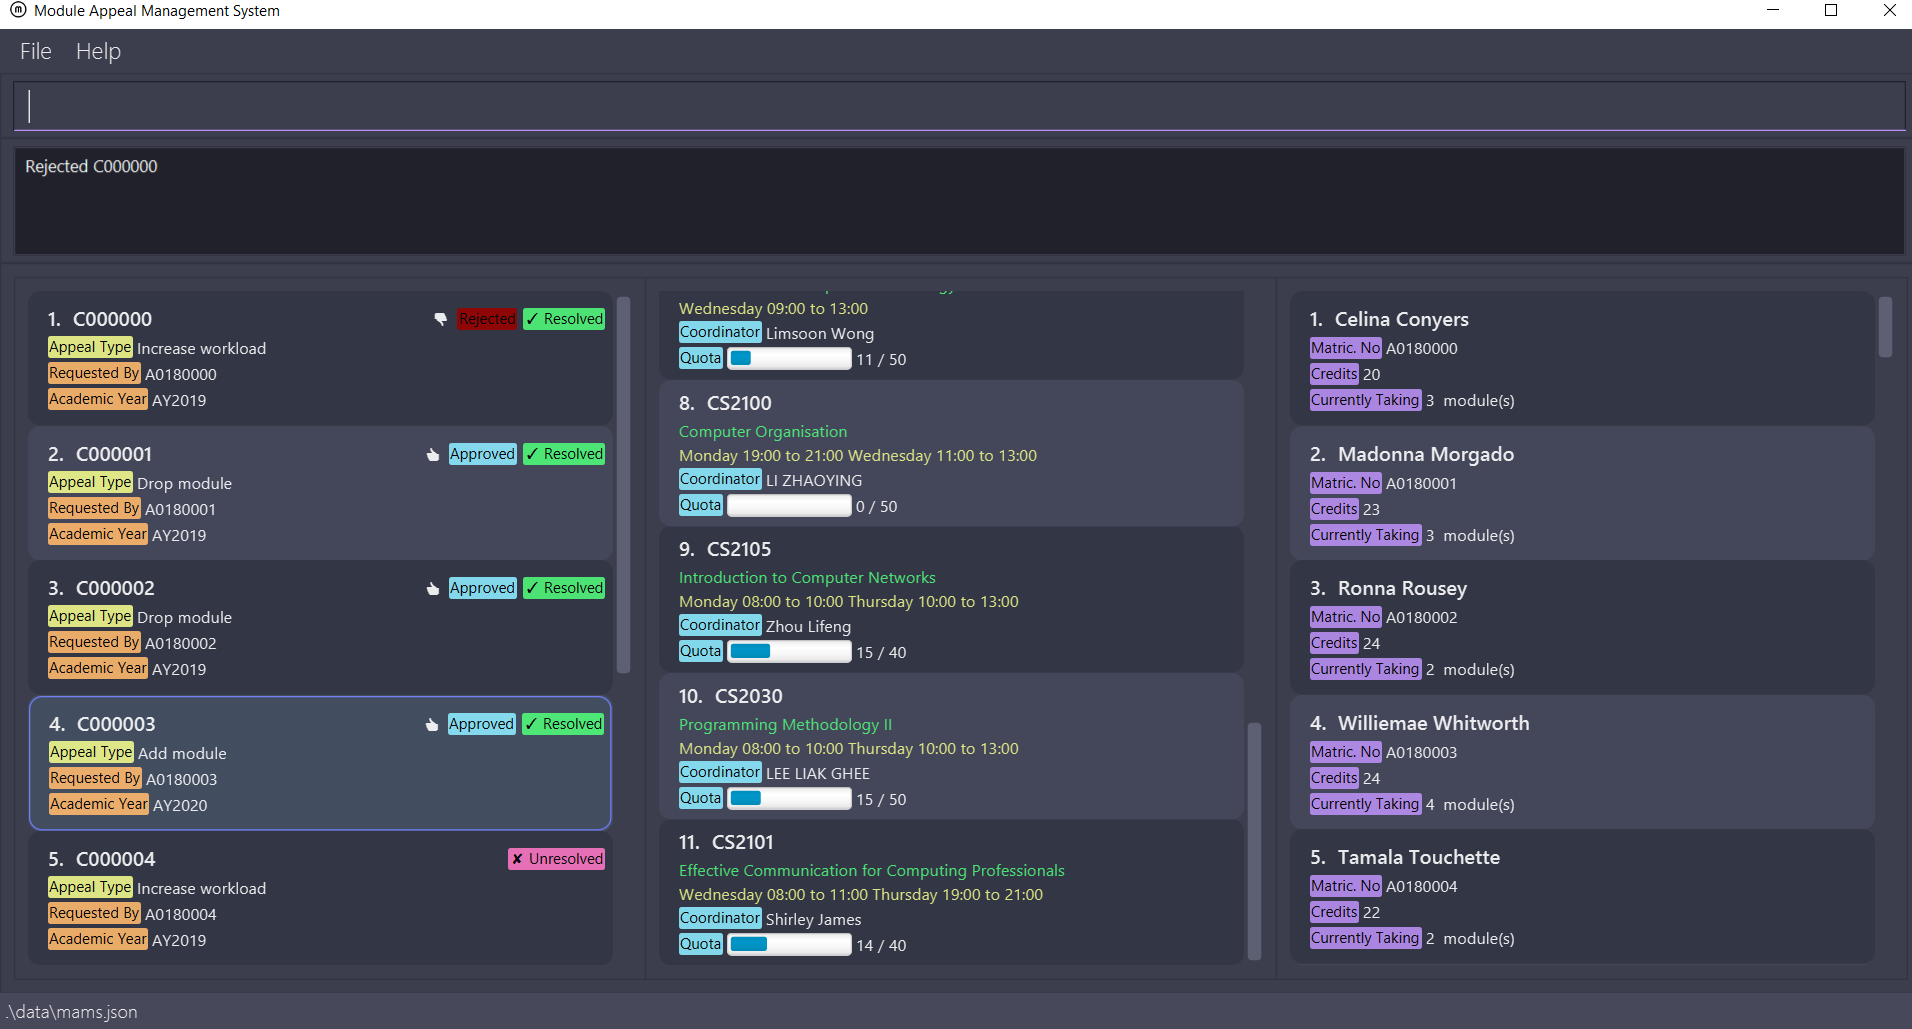 Module Appeal Management System
File Help
Rejected C000000
1. C000000 Rejected ✓ Resolved
Appeal Type Increase workload
Requested By A0180000
Academic Year AY2019
2. C000001 Approved ✓ Resolved
Appeal Type Drop module
Requested By A0180001
Academic Year AY2019
3. C000002 Approved ✓ Resolved
Appeal Type Drop module
Requested By A0180002
Academic Year AY2019
4. C000003 Approved ✓ Resolved
Appeal Type Add module
Requested By A0180003
Academic Year AY2020
5. C000004 ✘ Unresolved
Appeal Type Increase workload
Requested By A0180004
Academic Year AY2019
Wednesday 09:00 to 13:00
Coordinator Limsoon Wong
Quota 11 / 50
8. CS2100
Computer Organisation
Monday 19:00 to 21:00 Wednesday 11:00 to 13:00
Coordinator LI ZHAOYING
Quota 0 / 50
9. CS2105
Introduction to Computer Networks
Monday 08:00 to 10:00 Thursday 10:00 to 13:00
Coordinator Zhou Lifeng
Quota 15 / 40
10. CS2030
Programming Methodology II
Monday 08:00 to 10:00 Thursday 10:00 to 13:00
Coordinator LEE LIAK GHEE
Quota 15 / 50
11. CS2101
Effective Communication for Computing Professionals
Wednesday 08:00 to 11:00 Thursday 19:00 to 21:00
Coordinator Shirley James
Quota 14 / 40
1. Celina Conyers
Matric. No A0180000
Credits 20
Currently Taking 3 module(s)
2. Madonna Morgado
Matric. No A0180001
Credits 23
Currently Taking 3 module(s)
3. Ronna Rousey
Matric. No A0180002
Credits 24
Currently Taking 2 module(s)
4. Williemae Whitworth
Matric. No A0180003
Credits 24
Currently Taking 4 module(s)
5. Tamala Touchette
Matric. No A0180004
Credits 22
Currently Taking 2 module(s)
.\data\mams.json